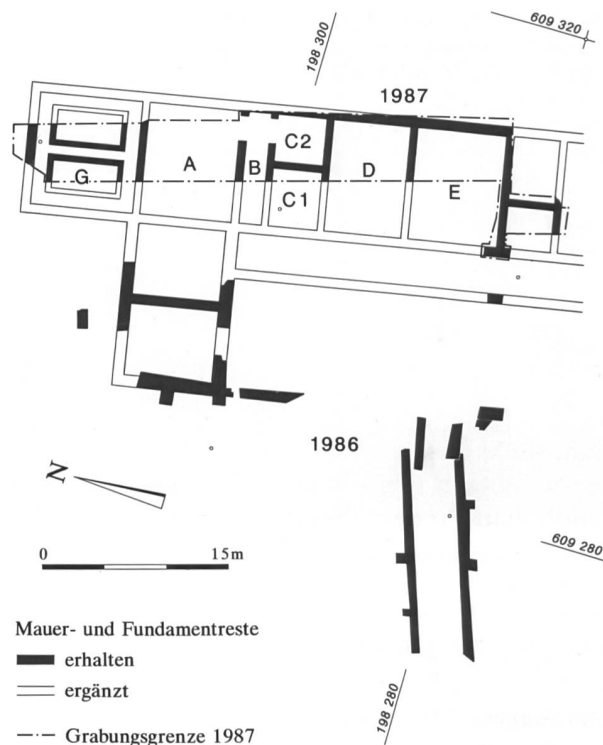 609 320
198 300
1987
C2
A
B
D
G
C1
E
1986
N
609 280
0 15m
198 280
Mauer- und Fundamentreste
erhalten
ergänzt
Grabungsgrenze 1987